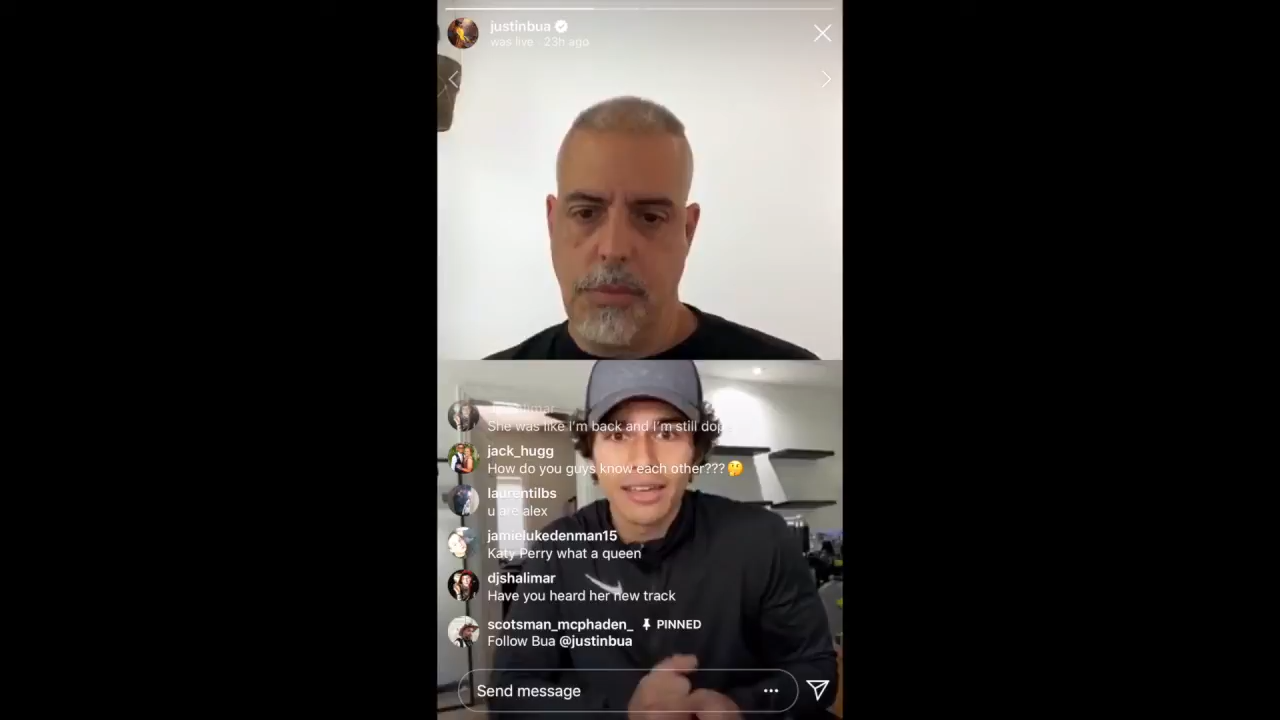 justinbua
was live · 23h ago
She was like I'm back and I'm still dope
jack_hugg
How do you guys know each other???🤔
laurentilbs
u are alex
jamielukedenman15
Katy Perry what a queen
djshalimar
Have you heard her new track
scotsman_mcphaden_ PINNED
Follow Bua @justinbua
Send message